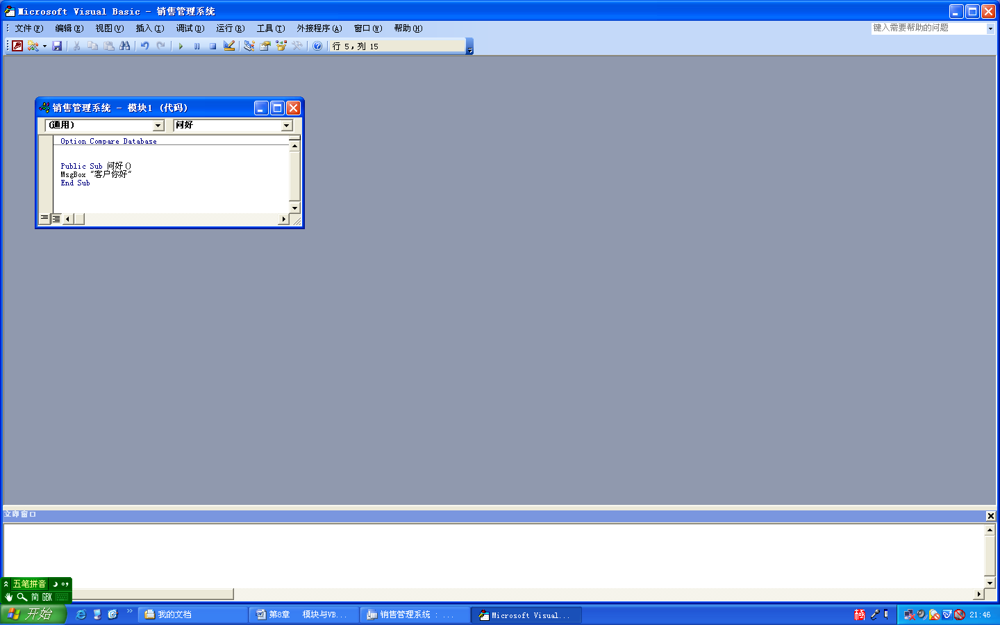 Microsoft Visual Basic - 销售管理系统
文件(F) 编辑(E) 视图(V) 插入(I) 调试(D) 运行(R) 工具(T) 外接程序(A) 窗口(W) 帮助(H) 键入需要帮助的问题
行 5, 列 15
销售管理系统 - 模块1 (代码)
(通用) 问好
Option Compare Database
Public Sub 问好()
MsgBox "客户你好"
End Sub
立即窗口
五笔拼音
简 GBK
开始 我的文档 第8章 模块与VB... 销售管理系统 : ... Microsoft Visual... 21:46